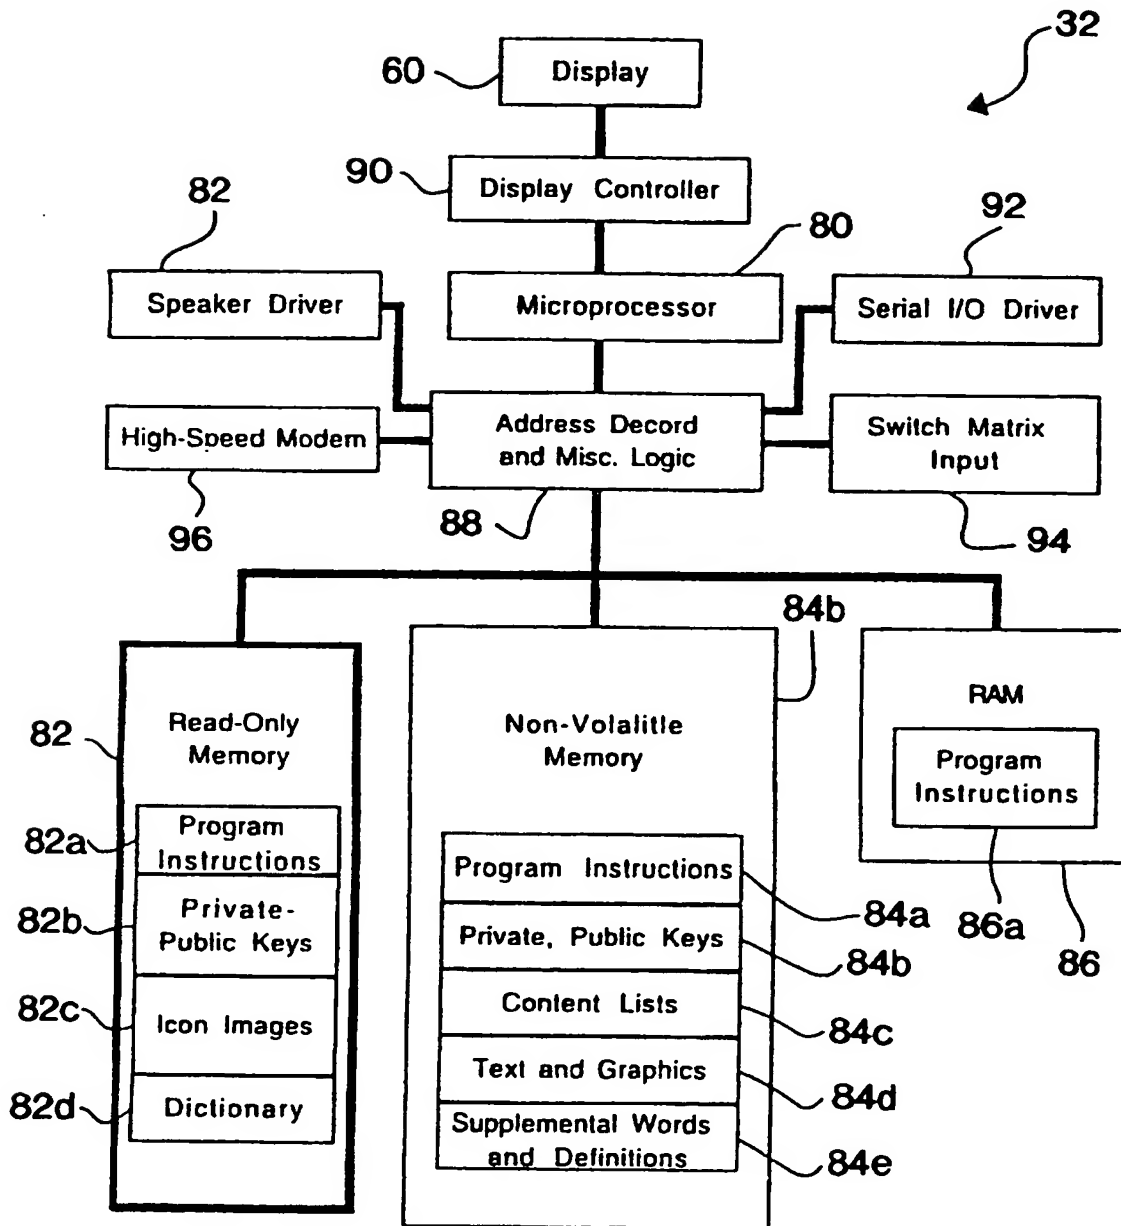 32
60
Display
90
Display Controller
82
80
92
Speaker Driver
Microprocessor
Serial I/O Driver
High-Speed Modem
Address Decord
and Misc. Logic
Switch Matrix
Input
96
88
94
84b
82
Read-Only
Memory
Non-Volalitle
Memory
RAM
Program
Instructions
82a
Program
Instructions
82b
Private-
Public Keys
82c
Icon Images
82d
Dictionary
Program Instructions
84a
Private, Public Keys
84b
Content Lists
84c
Text and Graphics
84d
Supplemental Words
and Definitions
84e
86a
86